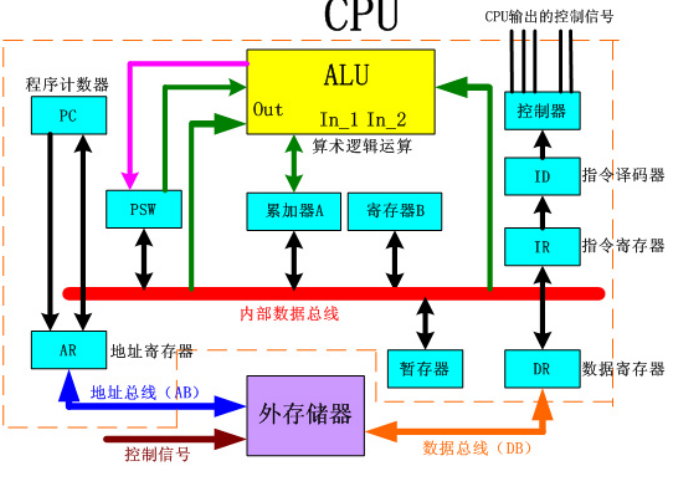 CPU
CPU输出的控制信号
程序计数器
PC
ALU
Out
In_1 In_2
算术逻辑运算
控制器
ID
指令译码器
PSW
累加器A
寄存器B
IR
指令寄存器
内部数据总线
AR
地址寄存器
暂存器
DR
数据寄存器
地址总线（AB）
外存储器
控制信号
数据总线（DB）